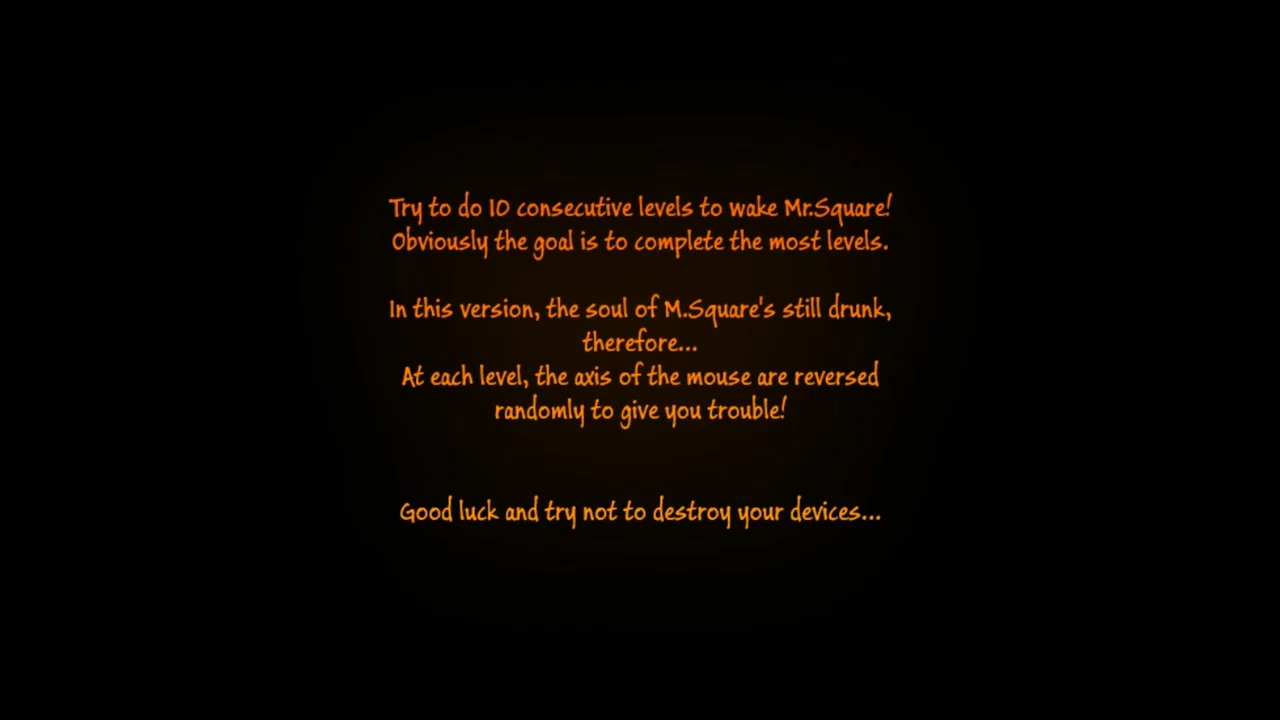 Try to do 10 consecutive levels to wake Mr.Square!
Obviously the goal is to complete the most levels.
In this version, the soul of M.Square's still drunk,
therefore...
At each level, the axis of the mouse are reversed
randomly to give you trouble!
Good luck and try not to destroy your devices...